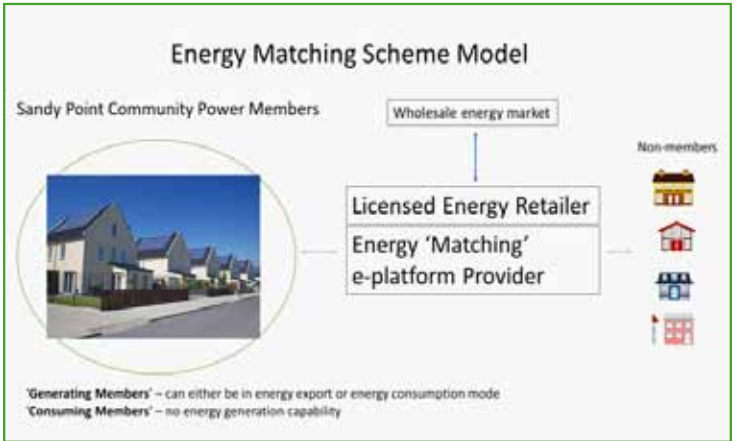 Energy Matching Scheme Model
Sandy Point Community Power Members
Wholesale energy market
Non-members
Licensed Energy Retailer
Energy ‘Matching’
e-platform Provider
‘Generating Members’ – can either be in energy export or energy consumption mode
‘Consuming Members’ – no energy generation capability